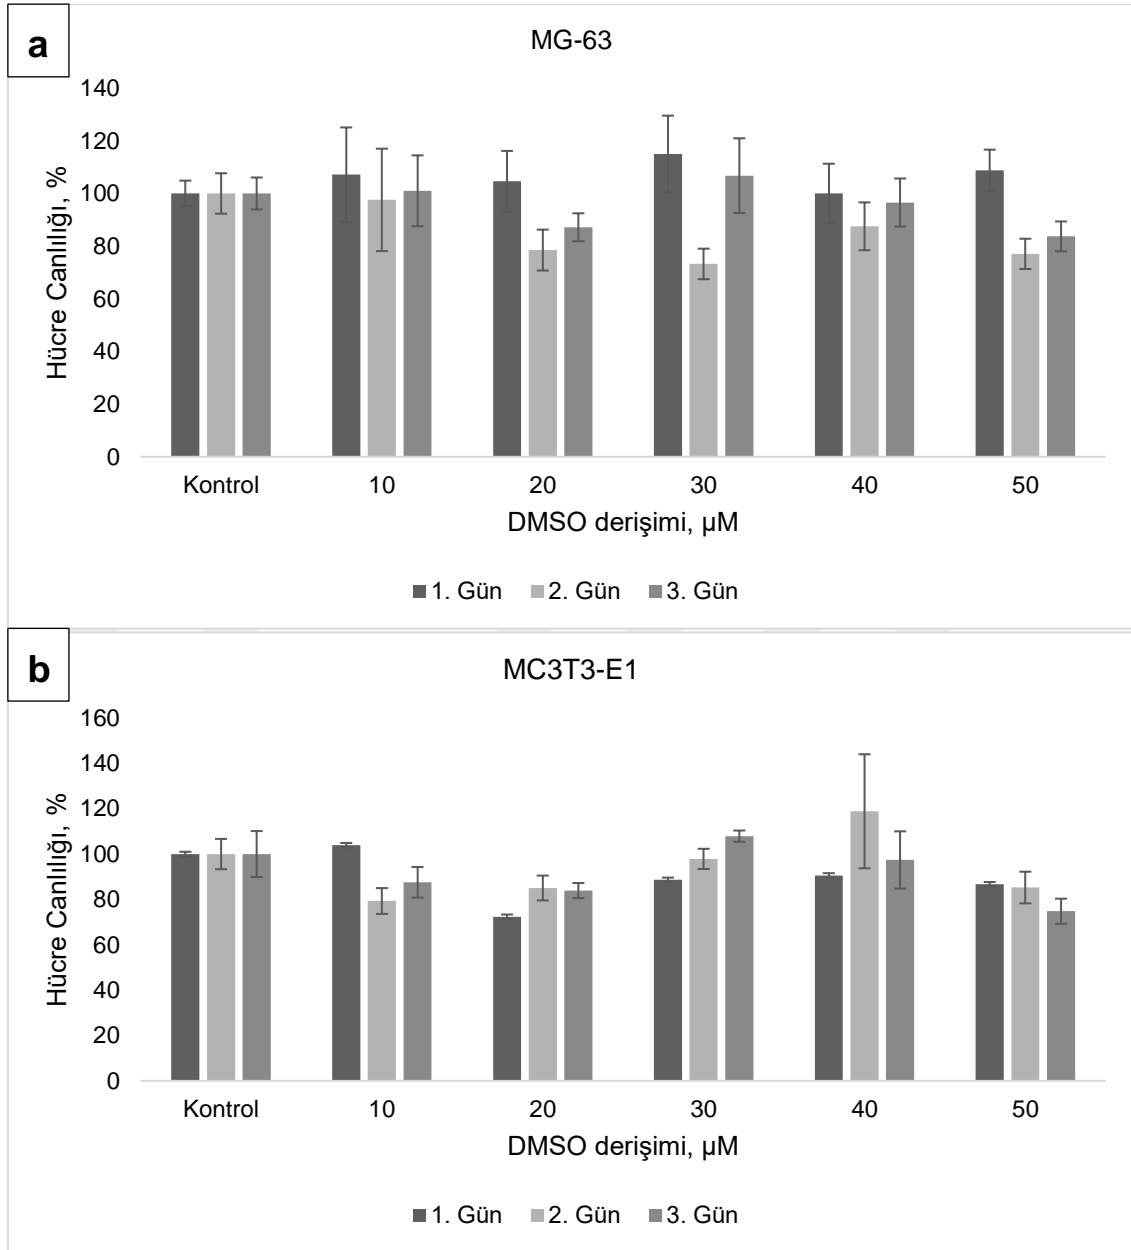 a
MG-63
140
120
100
80
60
40
20
0
Hücre Canlılığı, %
Kontrol 10 20 30 40 50
DMSO derişimi, µM
1. Gün 2. Gün 3. Gün
b
MC3T3-E1
160
140
120
100
80
60
40
20
0
Hücre Canlılığı, %
Kontrol 10 20 30 40 50
DMSO derişimi, µM
1. Gün 2. Gün 3. Gün